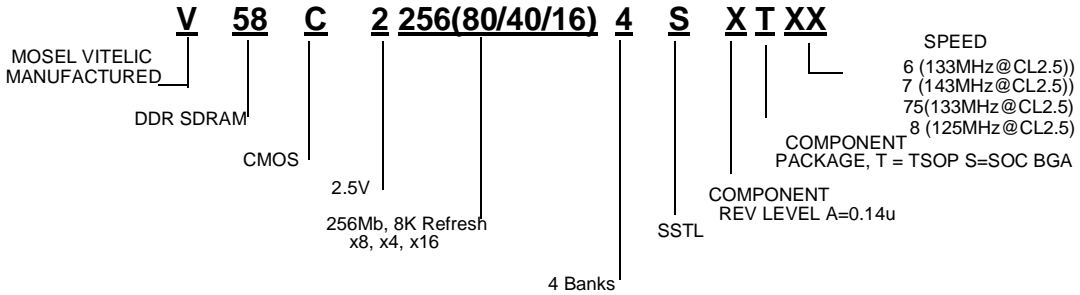 V 58 C 2 256(80/40/16) 4 S X T XX
MOSEL VITELIC
MANUFACTURED
DDR SDRAM
CMOS
2.5V
256Mb, 8K Refresh
x8, x4, x16
4 Banks
SSTL
COMPONENT
REV LEVEL A=0.14u
COMPONENT
PACKAGE, T = TSOP S=SOC BGA
SPEED
6 (133MHz@CL2.5))
7 (143MHz@CL2.5))
75(133MHz@CL2.5)
8 (125MHz@CL2.5)